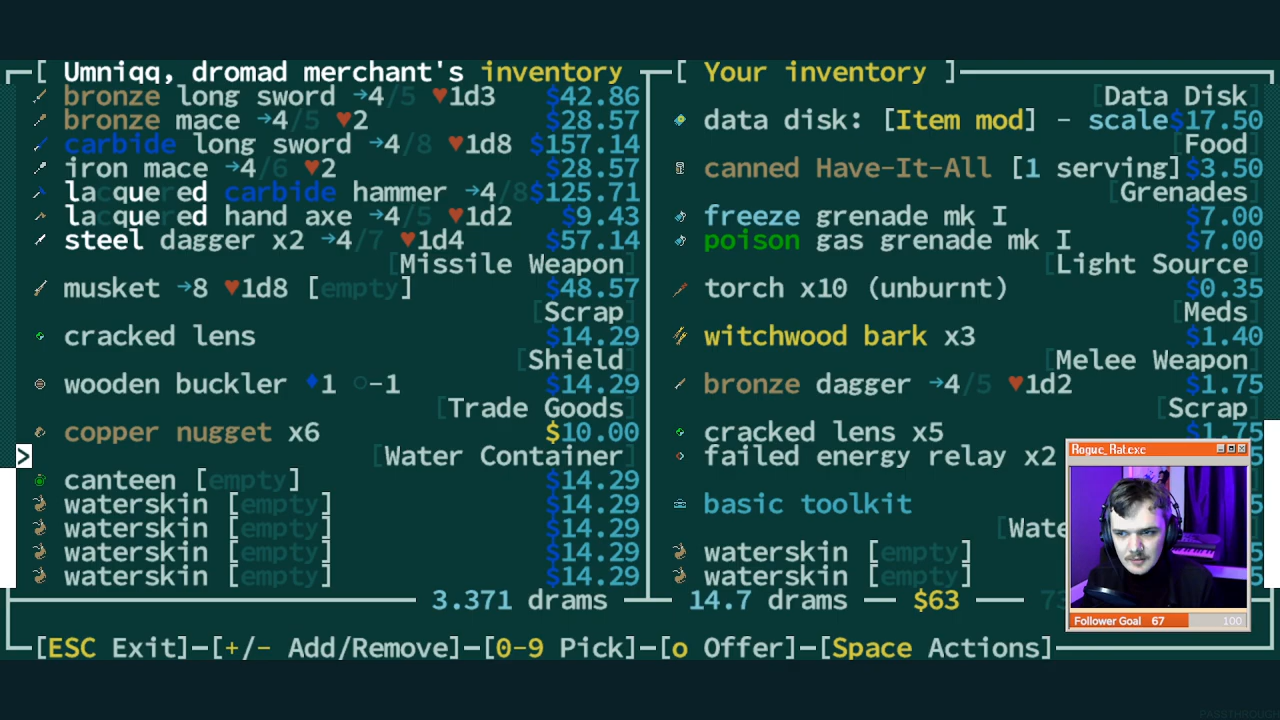 [ Umniqq, dromad merchant's inventory
bronze long sword →4/5 ♥1d3 $42.86
bronze mace →4/5 ♥2 $28.57
carbide long sword →4/8 ♥1d8 $157.14
iron mace →4/6 ♥2 $28.57
lacquered carbide hammer →4/8 $125.71
lacquered hand axe →4/5 ♥1d2 $9.43
steel dagger x2 →4/7 ♥1d4 $57.14
[Missile Weapon]
musket →8 ♥1d8 [empty] $48.57
[Scrap]
cracked lens $14.29
[Shield]
wooden buckler ♦1 ○-1 $14.29
[Trade Goods]
copper nugget x6 $10.00
> [Water Container]
canteen [empty] $14.29
waterskin [empty] $14.29
waterskin [empty] $14.29
waterskin [empty] $14.29
waterskin [empty] $14.29
3.371 drams
[ Your inventory ]
[Data Disk]
data disk: [Item mod] - scale $17.50
[Food]
canned Have-It-All [1 serving] $3.50
[Grenades]
freeze grenade mk I $7.00
poison gas grenade mk I $7.00
[Light Source]
torch x10 (unburnt) $0.35
[Meds]
witchwood bark x3 $1.40
[Melee Weapon]
bronze dagger →4/5 ♥1d2 $1.75
[Scrap]
cracked lens x5 $1.75
failed energy relay x2
basic toolkit
[Wate
waterskin [empty]
waterskin [empty]
14.7 drams — $63
Rogue_Rat.exe
Follower Goal 67 100
[ESC Exit]-[+/- Add/Remove]-[0-9 Pick]-[o Offer]-[Space Actions]